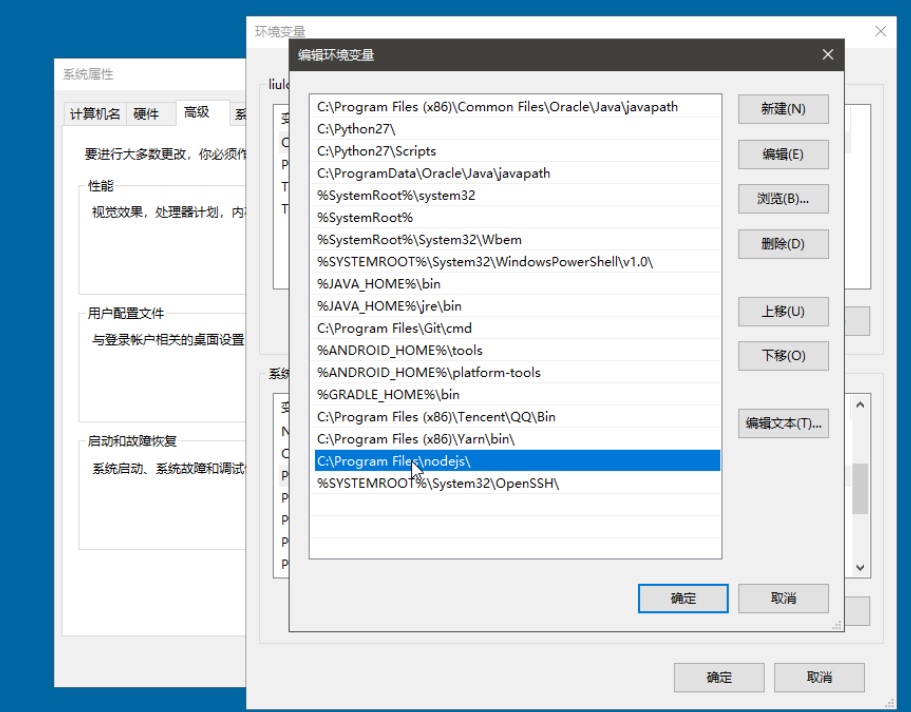 环境变量
编辑环境变量
系统属性
计算机名
硬件
高级
要进行大多数更改，你必须作
性能
视觉效果，处理器计划，内
用户配置文件
与登录帐户相关的桌面设置
启动和故障恢复
系统启动、系统故障和调试
C:\Program Files (x86)\Common Files\Oracle\Java\javapath
C:\Python27\
C:\Python27\Scripts
C:\ProgramData\Oracle\Java\javapath
%SystemRoot%\system32
%SystemRoot%
%SystemRoot%\System32\Wbem
%SYSTEMROOT%\System32\WindowsPowerShell\v1.0\
%JAVA_HOME%\bin
%JAVA_HOME%\jre\bin
C:\Program Files\Git\cmd
%ANDROID_HOME%\tools
%ANDROID_HOME%\platform-tools
%GRADLE_HOME%\bin
C:\Program Files (x86)\Tencent\QQ\Bin
C:\Program Files (x86)\Yarn\bin\
C:\Program Files\nodejs\
%SYSTEMROOT%\System32\OpenSSH\
新建(N)
编辑(E)
浏览(B)...
删除(D)
上移(U)
下移(O)
编辑文本(T)...
确定
取消
确定
取消